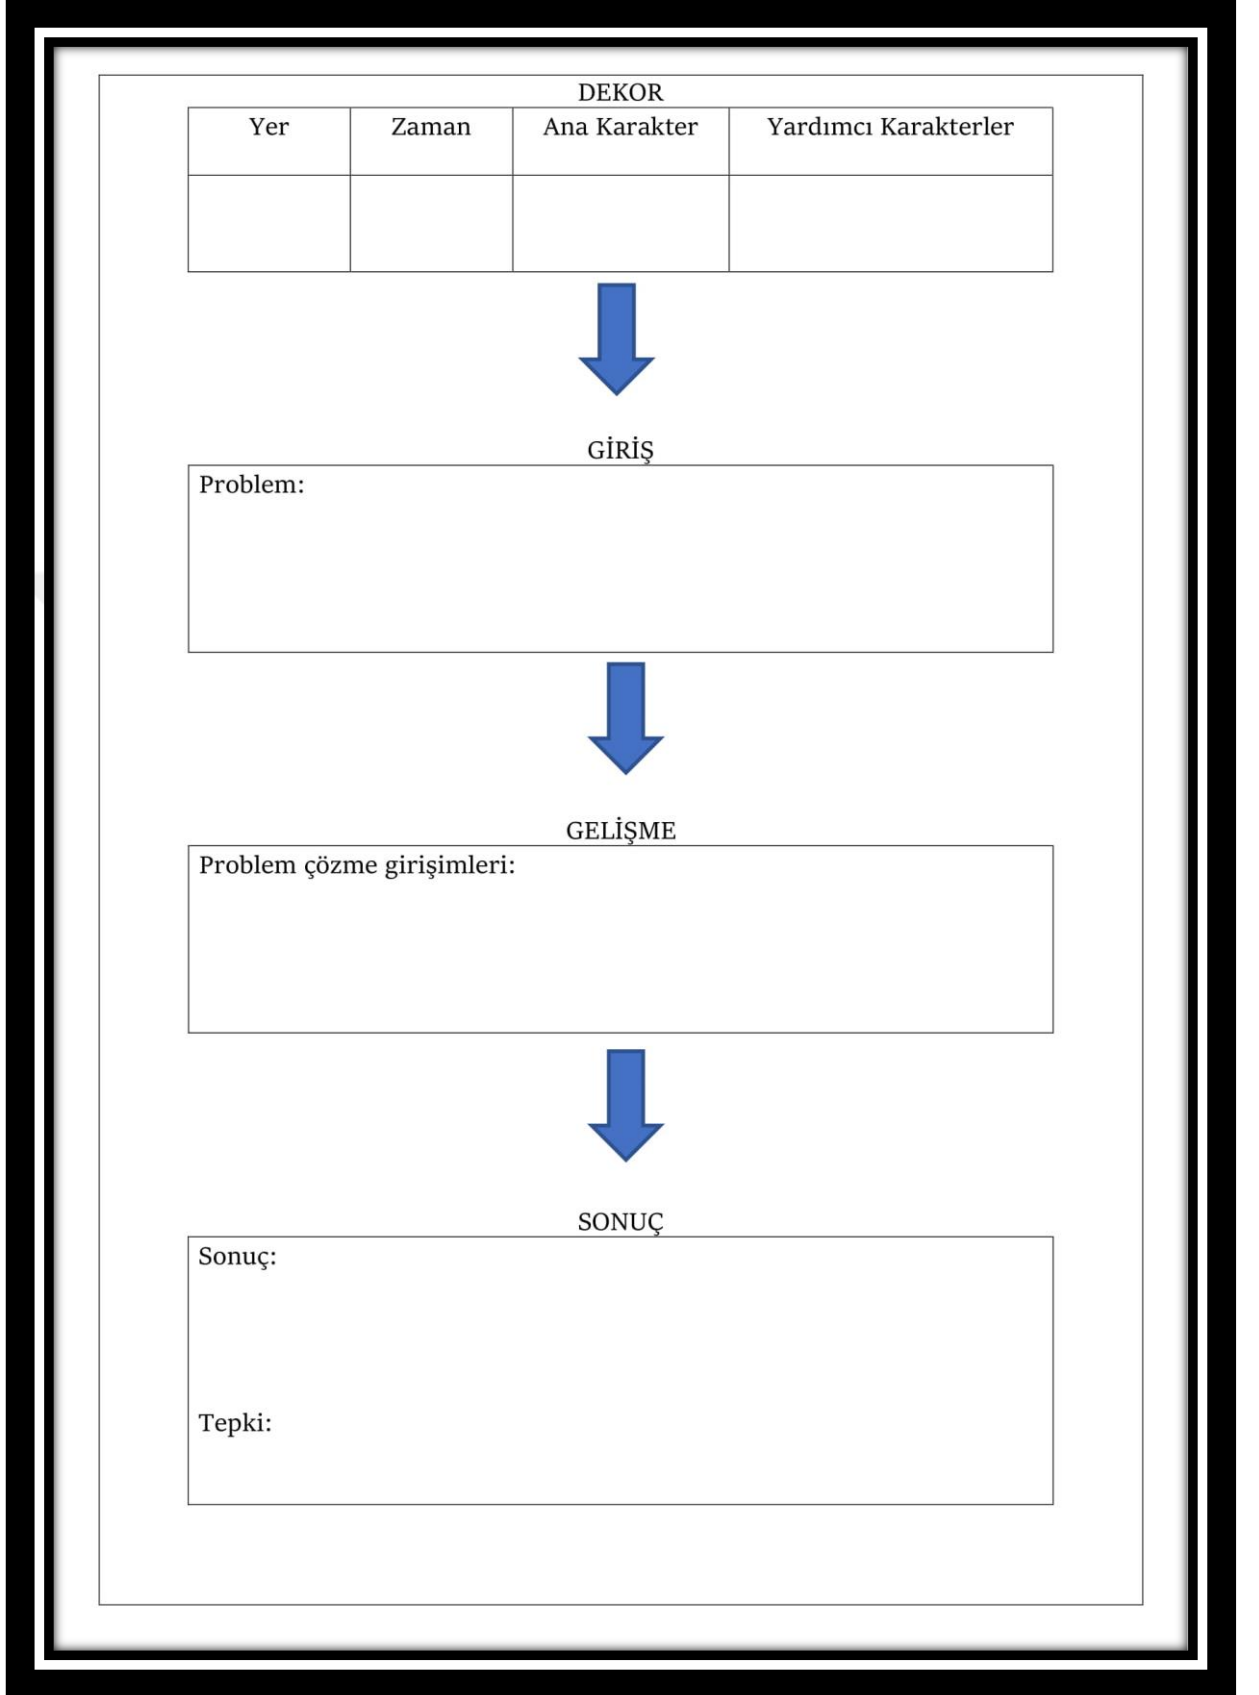 DEKOR
Yer Zaman Ana Karakter Yardımcı Karakterler
GİRİŞ
Problem:
GELİŞME
Problem çözme girişimleri:
SONUÇ
Sonuç:
Tepki: